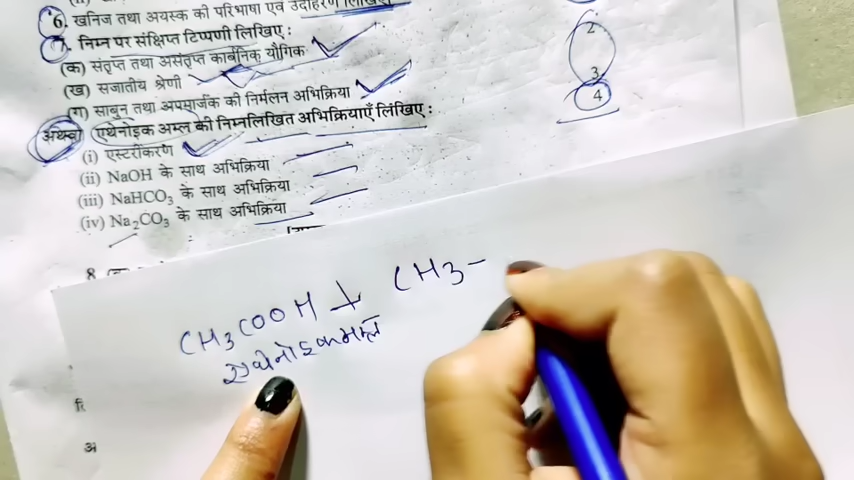 6. खनिज तथा अयस्क की परिभाषा एवं उदाहरण लिखिए
7. निम्न पर संक्षिप्त टिप्पणी लिखिए :
(क) संतृप्त तथा असंतृप्त कार्बनिक यौगिक
2
(ख) सजातीय श्रेणी
3
(ग) साबुन तथा अपमार्जक की निर्मलन अभिक्रिया
4
अथवा एथेनोइक अम्ल की निम्नलिखित अभिक्रियाएँ लिखिए :
(i) एस्टरीकरण
(ii) NaOH के साथ अभिक्रिया
(iii) NaHCO₃ के साथ अभिक्रिया
(iv) Na₂CO₃ के साथ अभिक्रिया
8.
CH₃COOH + CH₃-
एथेनोइक अम्ल